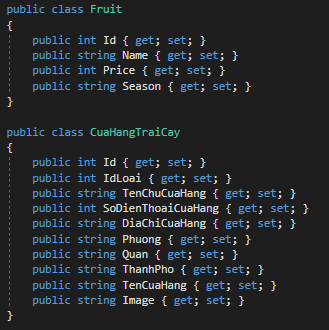 public class Fruit
{
public int Id { get; set; }
public string Name { get; set; }
public int Price { get; set; }
public string Season { get; set; }
}
public class CuaHangTraiCay
{
public int Id { get; set; }
public int IdLoai { get; set; }
public string TenChuCuaHang { get; set; }
public int SoDienThoaiCuaHang { get; set; }
public string DiaChiCuaHang { get; set; }
public string Phuong { get; set; }
public string Quan { get; set; }
public string ThanhPho { get; set; }
public string TenCuaHang { get; set; }
public string Image { get; set; }
}